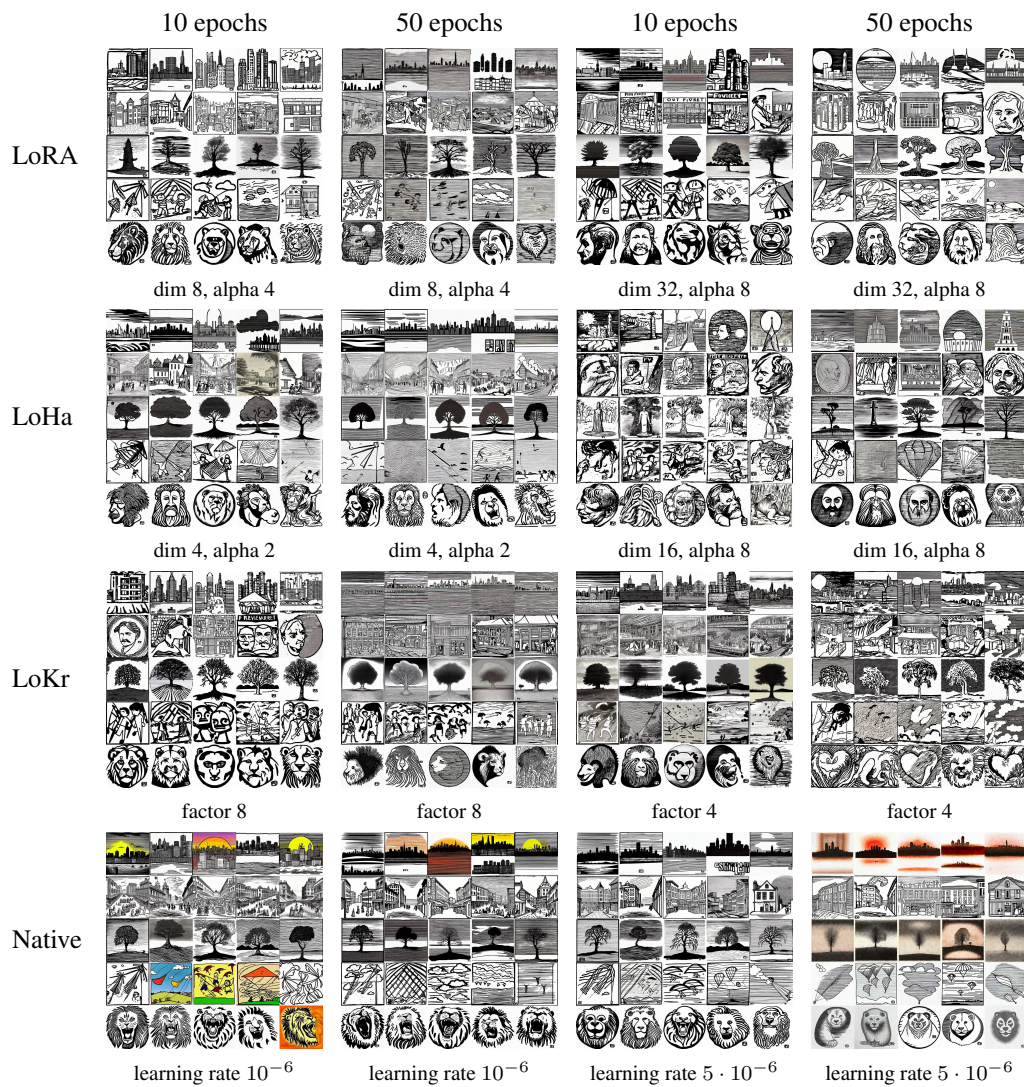 10 epochs 50 epochs 10 epochs 50 epochs
LoRA
dim 8, alpha 4 dim 8, alpha 4 dim 32, alpha 8 dim 32, alpha 8
LoHa
dim 4, alpha 2 dim 4, alpha 2 dim 16, alpha 8 dim 16, alpha 8
LoKr
factor 8 factor 8 factor 4 factor 4
Native
learning rate 10⁻⁶ learning rate 10⁻⁶ learning rate 5 · 10⁻⁶ learning rate 5 · 10⁻⁶